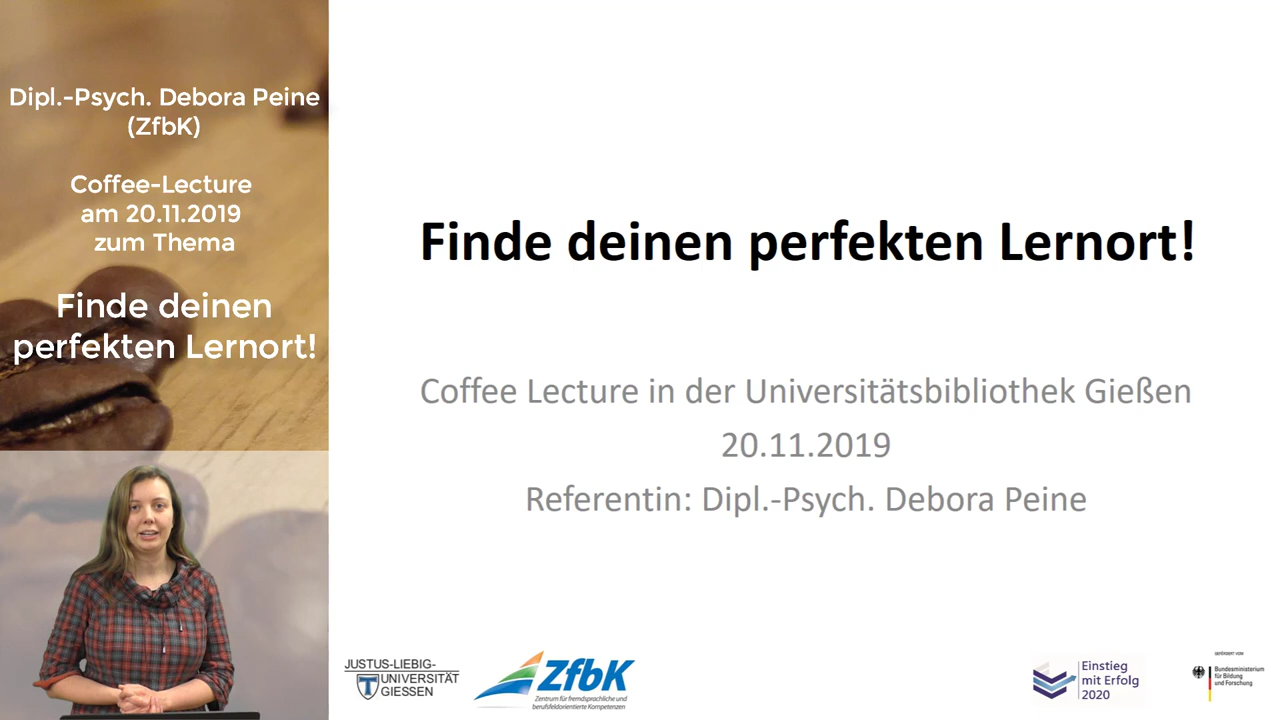 Dipl.-Psych. Debora Peine
(ZfbK)
Coffee-Lecture
am 20.11.2019
zum Thema
Finde deinen
perfekten Lernort!
Finde deinen perfekten Lernort!
Coffee Lecture in der Universitätsbibliothek Gießen
20.11.2019
Referentin: Dipl.-Psych. Debora Peine
JUSTUS-LIEBIG-
UNIVERSITÄT
GIESSEN
ZfbK
Zentrum für fremdsprachliche und
berufsfeldorientierte Kompetenzen
Einstieg
mit Erfolg
2020
GEFÖRDERT VOM
Bundesministerium
für Bildung
und Forschung